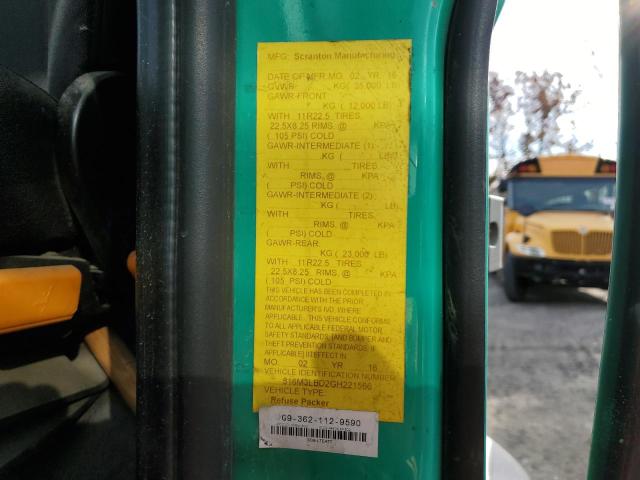 MFG: Scranton Manufacturing
DATE OF MFR MO. 02 YR. 16
GVWR KG ( 35,000 LB)
GAWR-FRONT
KG ( 12,000 LB)
WITH 11R22.5 TIRES,
22.5X8.25 RIMS, @ KPA
( 105 PSI) COLD
GAWR-INTERMEDIATE (1)
KG ( LB)
WITH TIRES,
RIMS, @ KPA
( PSI) COLD
GAWR-INTERMEDIATE (2)
KG ( LB)
WITH TIRES,
RIMS, @ KPA
( PSI) COLD
GAWR-REAR
KG ( 23,000 LB)
WITH 11R22.5 TIRES
22.5X8.25 RIMS, @ KPA
( 105 PSI) COLD
THIS VEHICLE HAS BEEN COMPLETED IN
ACCORDANCE WITH THE PRIOR
MANUFACTURER'S IVD, WHERE
APPLICABLE. THIS VEHICLE CONFORMS
TO ALL APPLICABLE FEDERAL MOTOR
SAFETY STANDARDS, [AND BUMPER AND
THEFT PREVENTION STANDARDS, IF
APPLICABLE] IN EFFECT IN
MO. 02 YR 16
VEHICLE IDENTIFICATION NUMBER
516M3LBD2GH221566
VEHICLE TYPE:
Refuse Packer
G9-362-112-9590